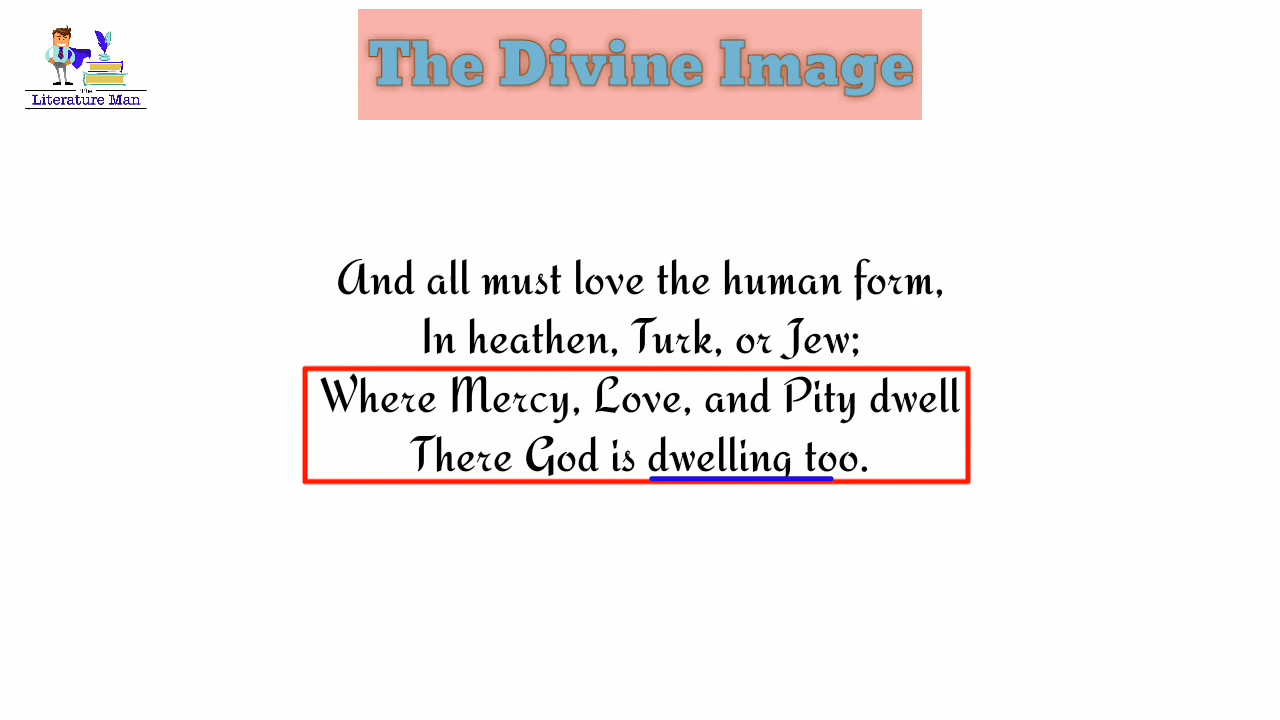 The
Literature Man
The Divine Image
And all must love the human form,
In heathen, Turk, or Jew;
Where Mercy, Love, and Pity dwell
There God is dwelling too.